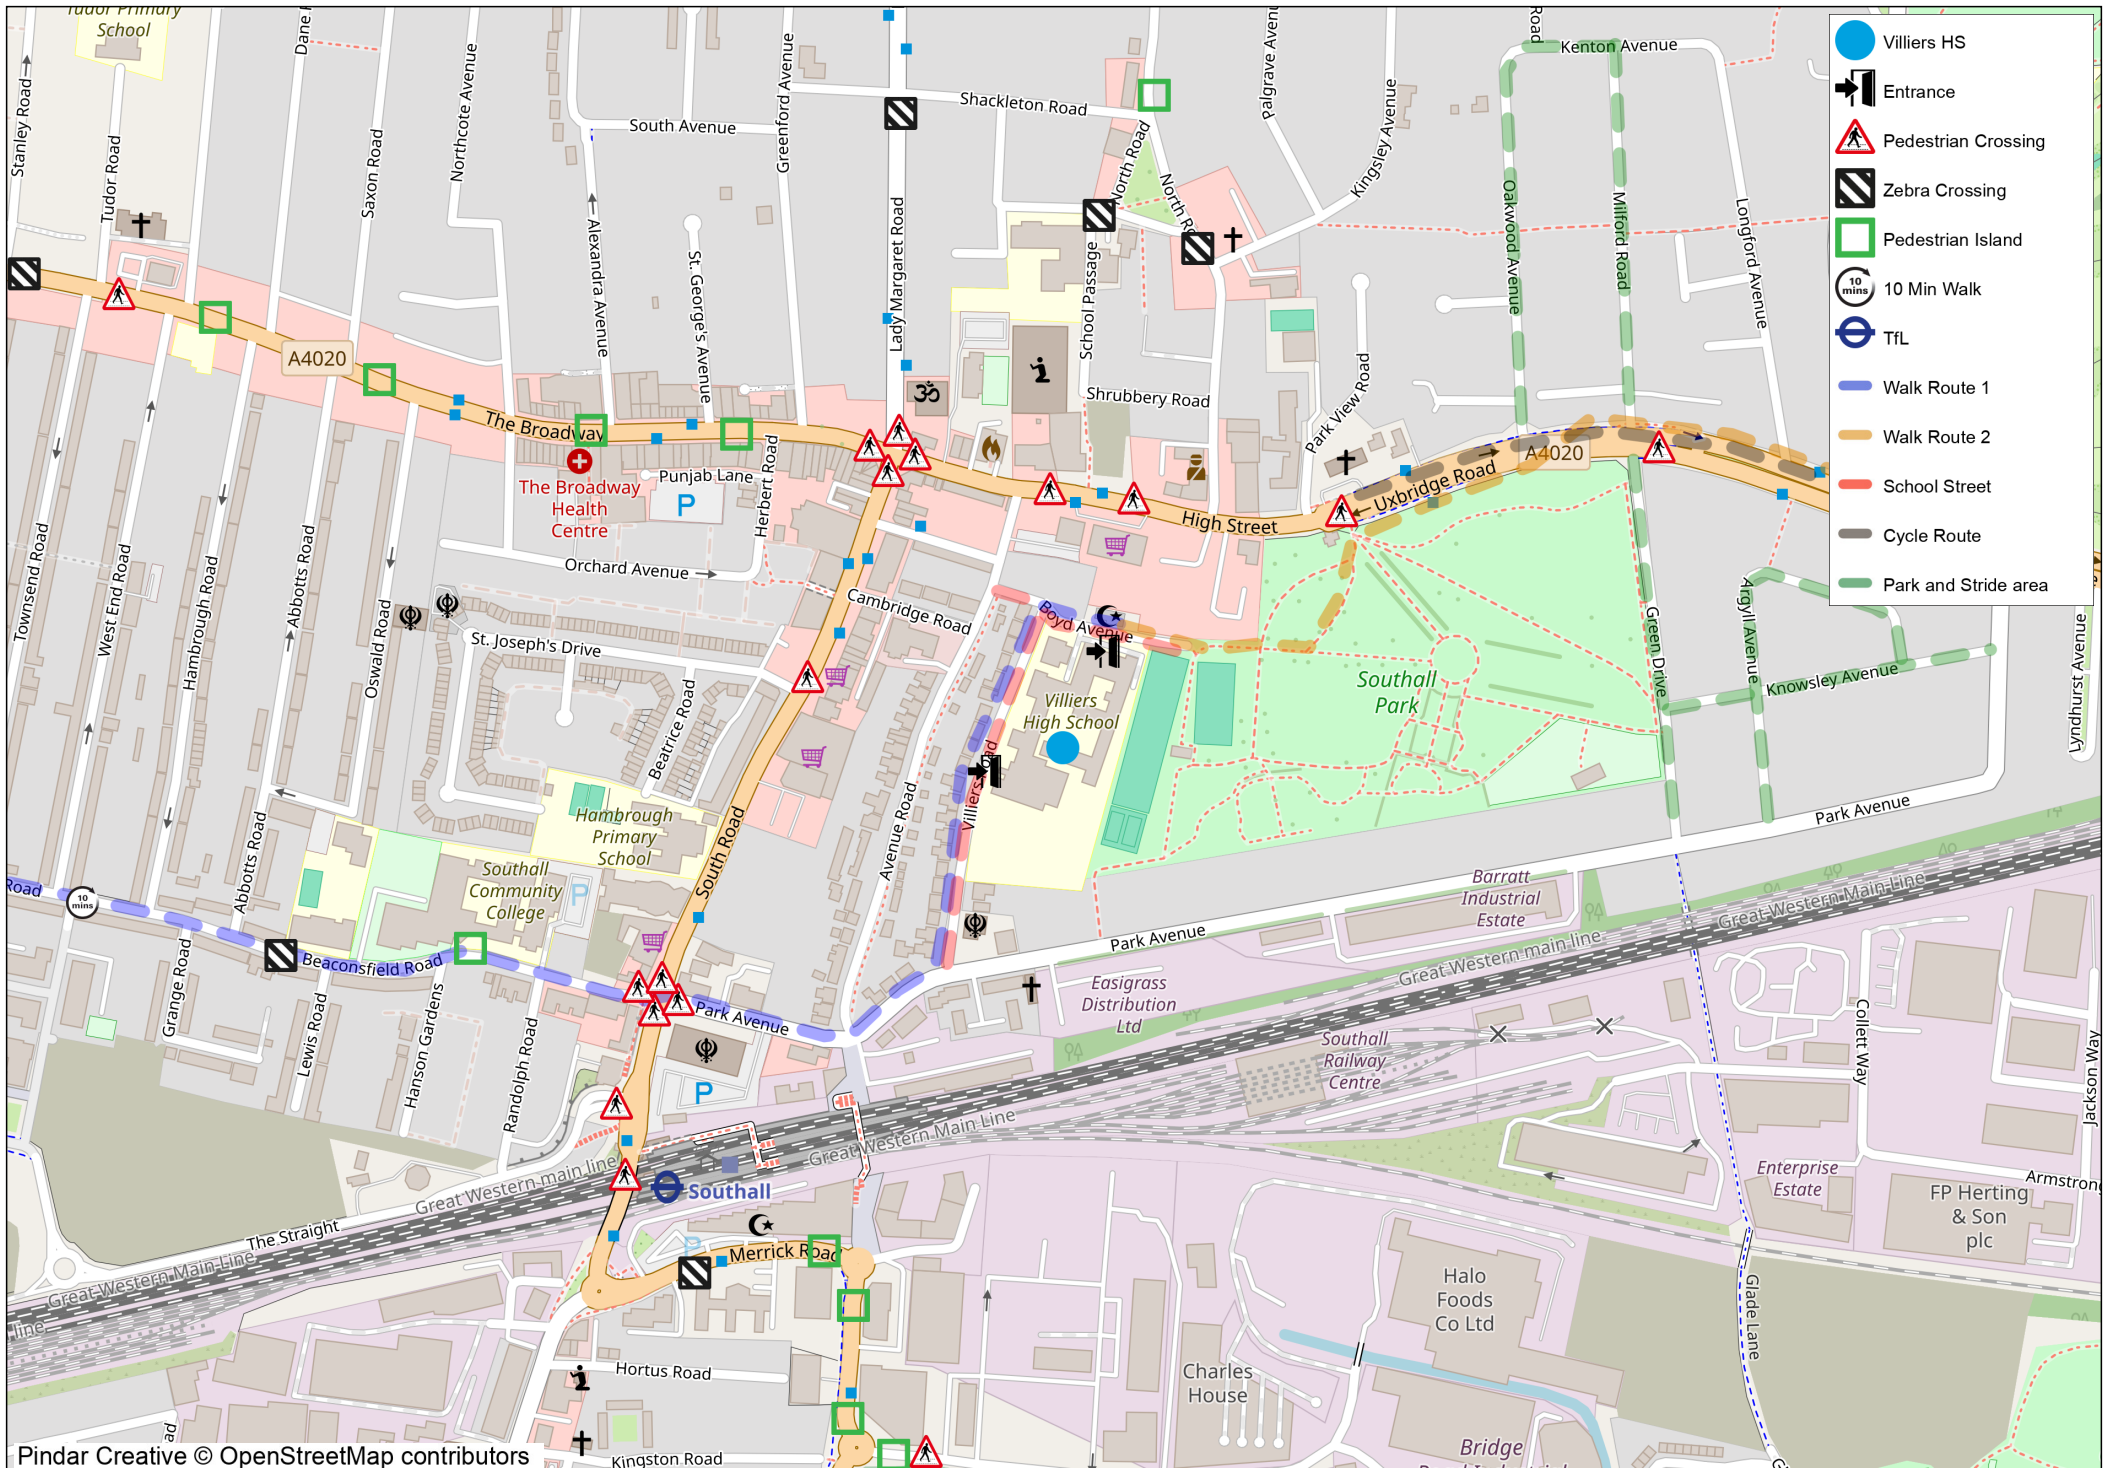 Tudor Primary
School
Stanley Road
Tudor Road
Saxon Road
Northcote Avenue
South Avenue
Greenford Avenue
Alexandra Avenue
St. George's Avenue
Lady Margaret Road
Shackleton Road
North Road
School Passage
Shrubbery Road
Palgrave Avenu
Kingsley Avenue
Park View Road
Road
Kenton Avenue
Oakwood Avenue
Milford Road
Longford Avenue
Villiers HS
Entrance
Pedestrian Crossing
Zebra Crossing
Pedestrian Island
10
mins
10 Min Walk
TfL
Walk Route 1
Walk Route 2
School Street
Cycle Route
Park and Stride area
A4020
The Broadway
The Broadway
Health
Centre
Punjab Lane
P
Herbert Road
Orchard Avenue
High Street
Uxbridge Road
A4020
Townsend Road
West End Road
Hambrough Road
Abbotts Road
Oswald Road
St. Joseph's Drive
Beatrice Road
Cambridge Road
Boyd Avenue
Villiers
High School
Villiers Road
Avenue Road
South Road
Southall
Park
Green Drive
Argyll Avenue
Knowsley Avenue
Lyndhurst Avenue
Park Avenue
Hambrough
Primary
School
Southall
Community
College
P
Abbotts Road
Road
10
mins
Beaconsfield Road
Grange Road
Lewis Road
Hanson Gardens
Randolph Road
Park Avenue
P
Park Avenue
Barratt
Industrial
Estate
Easigrass
Distribution
Ltd
Great Western main line
Great Western Main Line
Southall
Railway
Centre
Collett Way
Jackson Way
Enterprise
Estate
Armstrong
FP Herting
& Son
plc
Great Western main line
Great Western Main Line
Southall
The Straight
Great Western Main Line
line
P
Merrick Road
Hortus Road
Kingston Road
Charles
House
Halo
Foods
Co Ltd
Glade Lane
Bridge
Pindar Creative © OpenStreetMap contributors